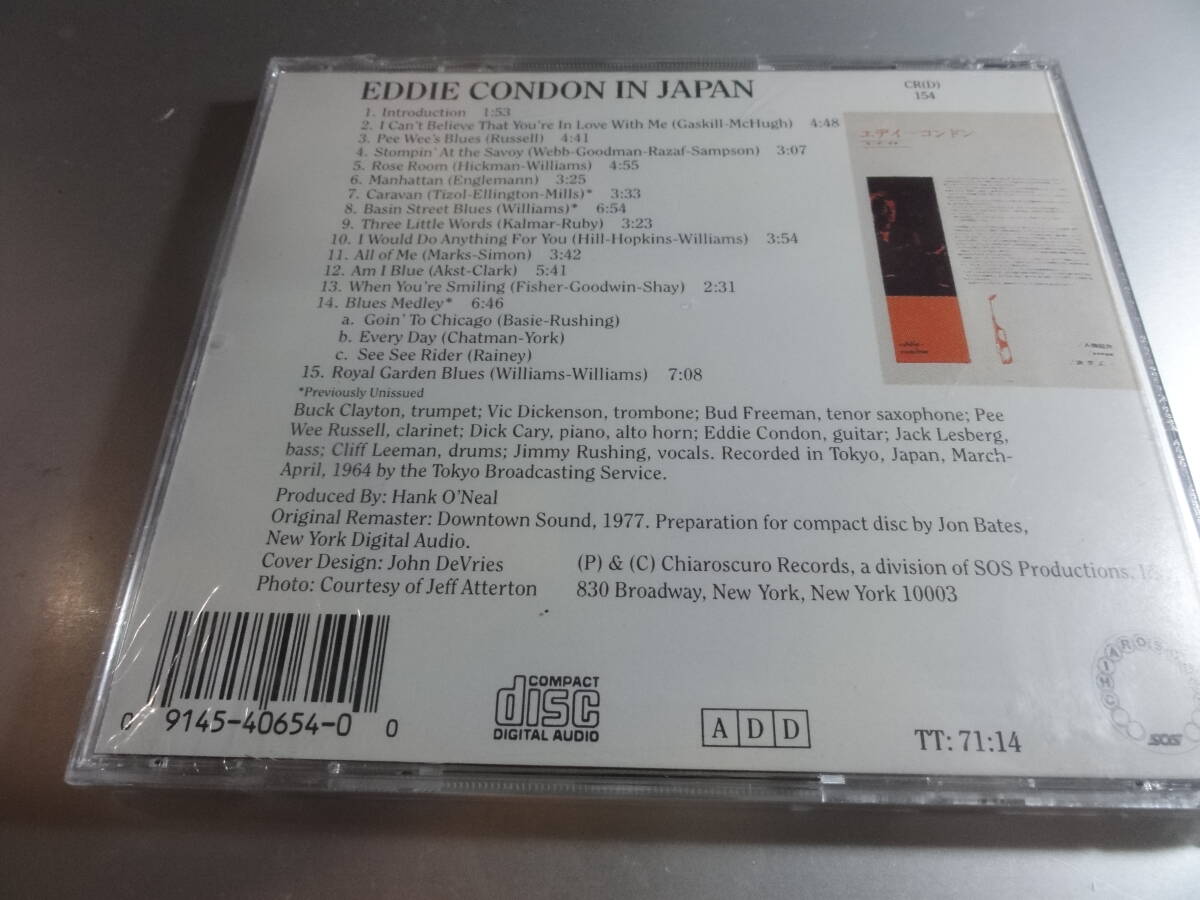 EDDIE CONDON IN JAPAN
CR(D)
154
1. Introduction 1:53
2. I Can't Believe That You're In Love With Me (Gaskill-McHugh) 4:48
3. Pee Wee's Blues (Russell) 4:41
4. Stompin' At the Savoy (Webb-Goodman-Razaf-Sampson) 3:07
5. Rose Room (Hickman-Williams) 4:55
6. Manhattan (Englemann) 3:25
7. Caravan (Tizol-Ellington-Mills)* 3:33
8. Basin Street Blues (Williams)* 6:54
9. Three Little Words (Kalmar-Ruby) 3:23
10. I Would Do Anything For You (Hill-Hopkins-Williams) 3:54
11. All of Me (Marks-Simon) 3:42
12. Am I Blue (Akst-Clark) 5:41
13. When You're Smiling (Fisher-Goodwin-Shay) 2:31
14. Blues Medley* 6:46
a. Goin' To Chicago (Basie-Rushing)
b. Every Day (Chatman-York)
c. See See Rider (Rainey)
15. Royal Garden Blues (Williams-Williams) 7:08
*Previously Unissued
エディーコンドン
Buck Clayton, trumpet; Vic Dickenson, trombone; Bud Freeman, tenor saxophone; Pee
Wee Russell, clarinet; Dick Cary, piano, alto horn; Eddie Condon, guitar; Jack Lesberg,
bass; Cliff Leeman, drums; Jimmy Rushing, vocals. Recorded in Tokyo, Japan, March-
April, 1964 by the Tokyo Broadcasting Service.
Produced By: Hank O'Neal
Original Remaster: Downtown Sound, 1977. Preparation for compact disc by Jon Bates,
New York Digital Audio.
Cover Design: John DeVries
(P) & (C) Chiaroscuro Records, a division of SOS Productions,
Photo: Courtesy of Jeff Atterton
830 Broadway, New York, New York 10003
0 9145-40654-0 0
COMPACT
disc
DIGITAL AUDIO
A D D
TT: 71:14
SOS